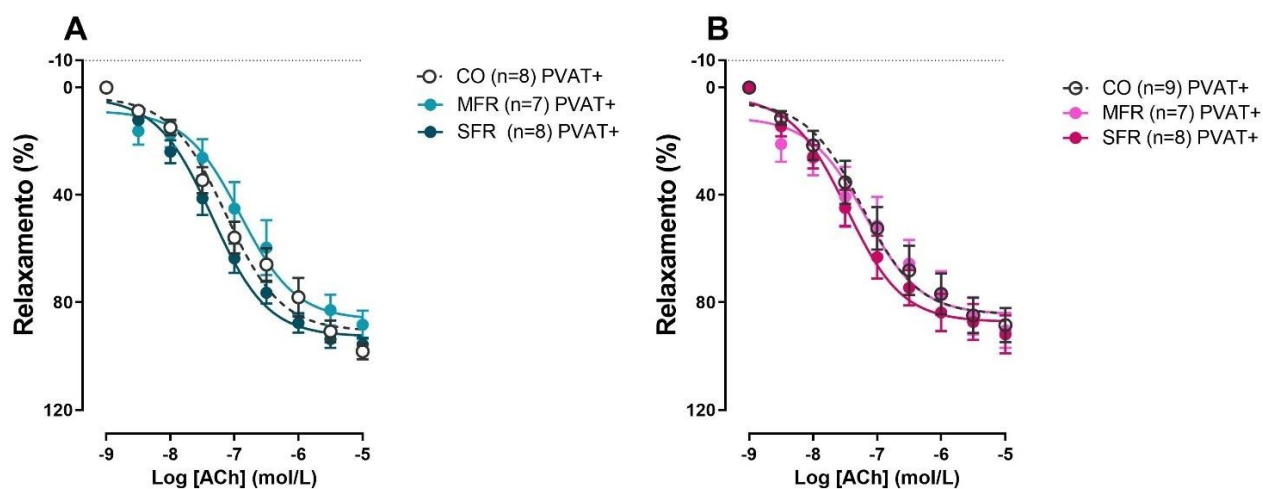 A
-10
0
40
80
120
Relaxamento (%)
-9 -8 -7 -6 -5
Log [ACh] (mol/L)
CO (n=8) PVAT+
MFR (n=7) PVAT+
SFR (n=8) PVAT+
B
-10
0
40
80
120
Relaxamento (%)
-9 -8 -7 -6 -5
Log [ACh] (mol/L)
CO (n=9) PVAT+
MFR (n=7) PVAT+
SFR (n=8) PVAT+